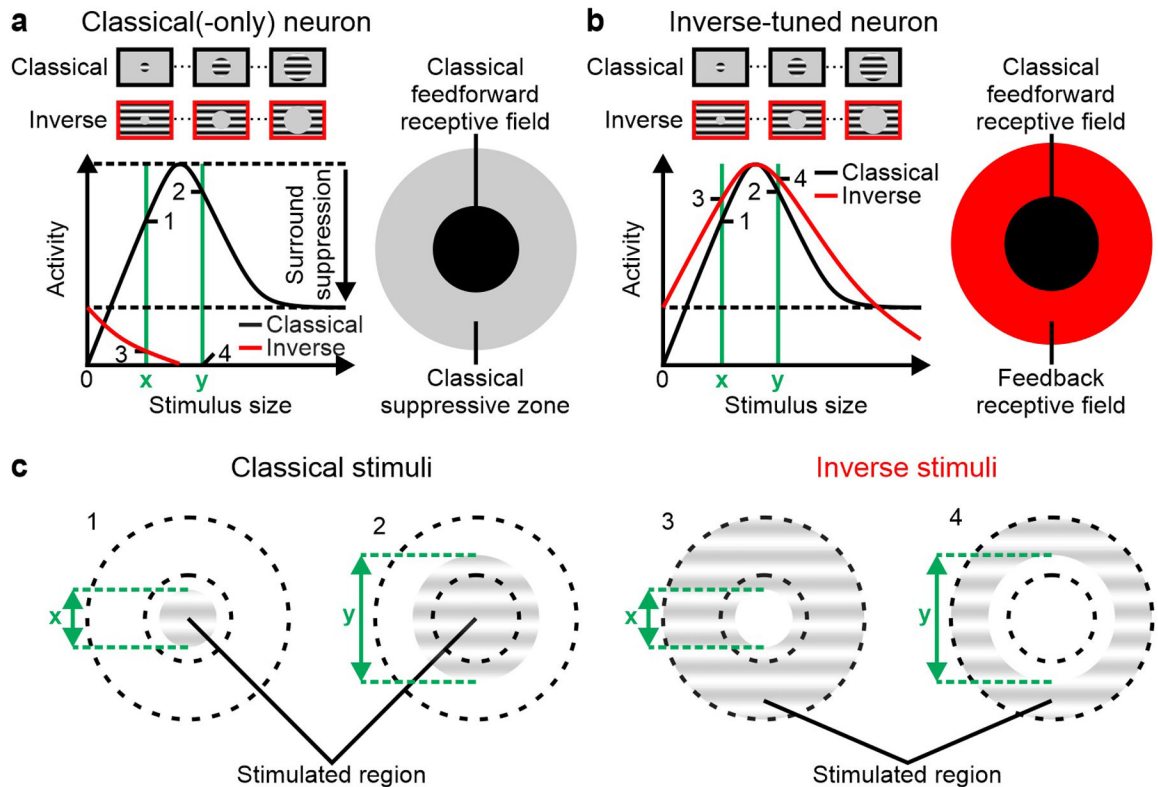 a Classical(-only) neuron
Classical
Inverse
Classical
feedforward
receptive field
Activity
2
1
3
4
Surround
suppression
Classical
Inverse
0
x
y
Stimulus size
Classical
suppressive zone
b Inverse-tuned neuron
Classical
Inverse
Classical
feedforward
receptive field
Activity
3
2
4
1
Classical
Inverse
0
x
y
Stimulus size
Feedback
receptive field
c Classical stimuli
Inverse stimuli
1
x
2
y
3
x
4
y
Stimulated region
Stimulated region